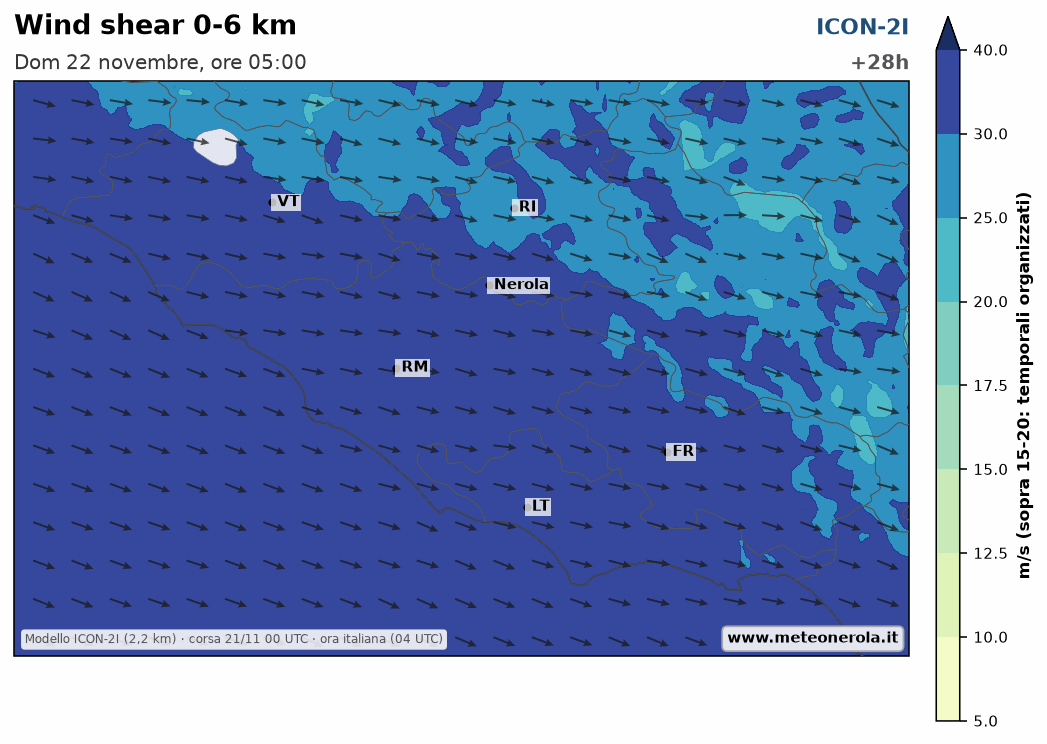 Wind shear 0-6 km
ICON-2I
Dom 22 novembre, ore 05:00
+28h
40.0
30.0
25.0
20.0
17.5
15.0
12.5
10.0
5.0
m/s (sopra 15-20: temporali organizzati)
VT
RI
Nerola
RM
FR
LT
Modello ICON-2I (2,2 km) · corsa 21/11 00 UTC · ora italiana (04 UTC)
www.meteonerola.it